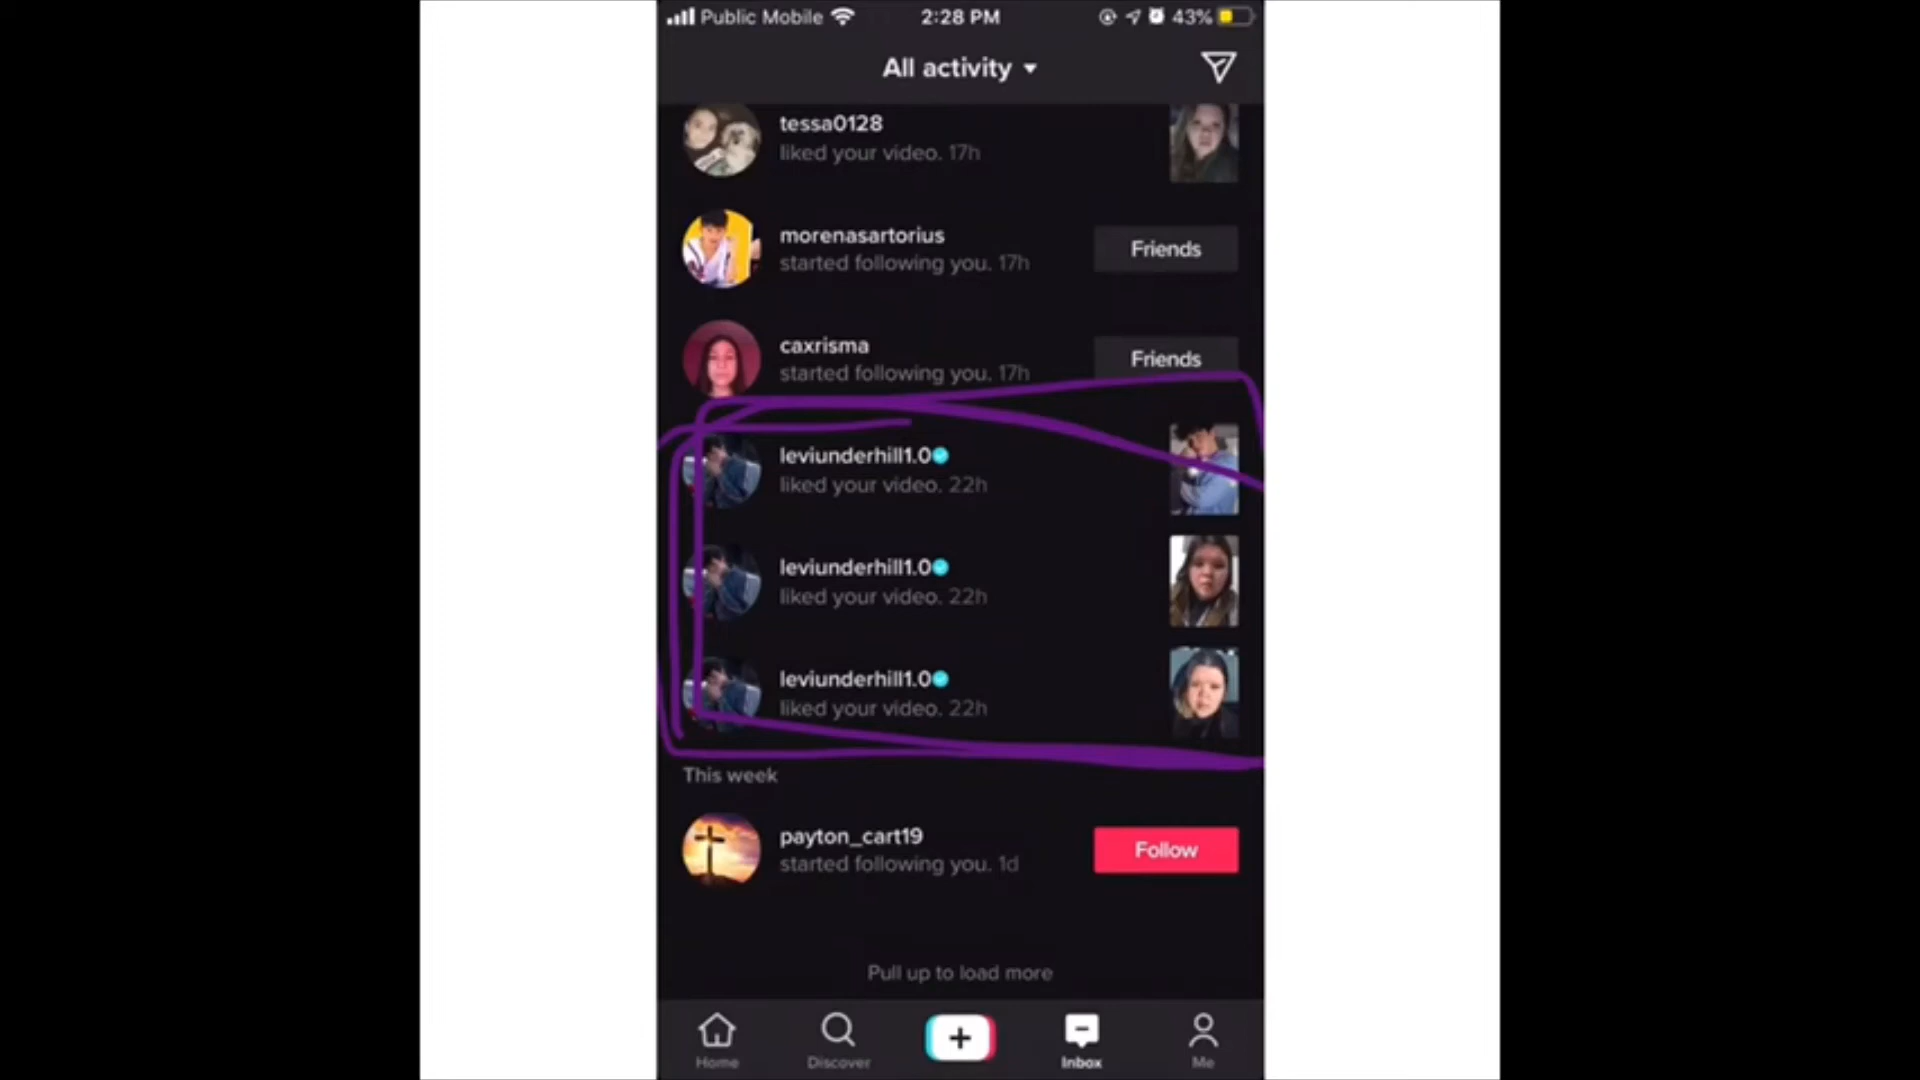 Public Mobile 2:28 PM 43%
All activity
tessa0128
liked your video. 17h
morenasartorius
started following you. 17h
Friends
caxrisma
started following you. 17h
Friends
leviunderhill1.0
liked your video. 22h
leviunderhill1.0
liked your video. 22h
leviunderhill1.0
liked your video. 22h
This week
payton_cart19
started following you. 1d
Follow
Pull up to load more
Home Discover Inbox Me